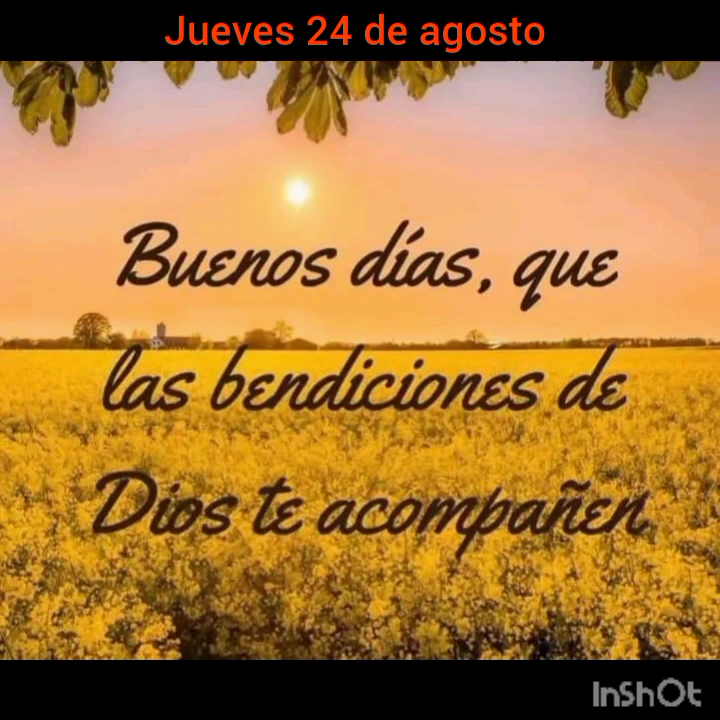 Jueves 24 de agosto
Buenos días, que
las bendiciones de
Dios te acompañen
InShOt